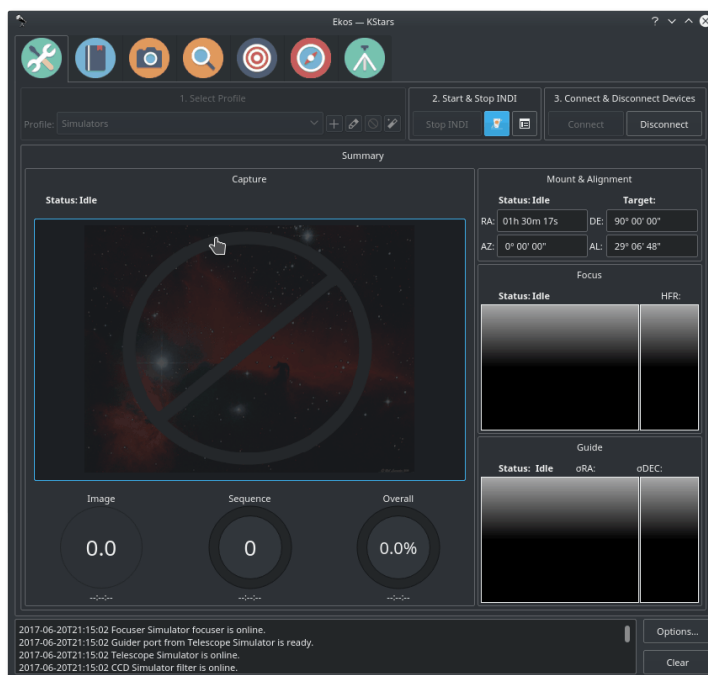 Ekos — KStars
1. Select Profile
2. Start & Stop INDI
3. Connect & Disconnect Devices
Profile: Simulators
Stop INDI
Connect
Disconnect
Summary
Capture
Status: Idle
Mount & Alignment
Status: Idle
Target:
RA: 01h 30m 17s DE: 90° 00' 00"
AZ: 0° 00' 00" AL: 29° 06' 48"
Focus
Status: Idle
HFR:
Guide
Status: Idle
σRA:
σDEC:
Image
Sequence
Overall
0.0
0
0.0%
--:--:--
--:--:--
--:--:--
2017-06-20T21:15:02 Focuser Simulator focuser is online.
2017-06-20T21:15:02 Guider port from Telescope Simulator is ready.
2017-06-20T21:15:02 Telescope Simulator is online.
2017-06-20T21:15:02 CCD Simulator filter is online.
Options...
Clear